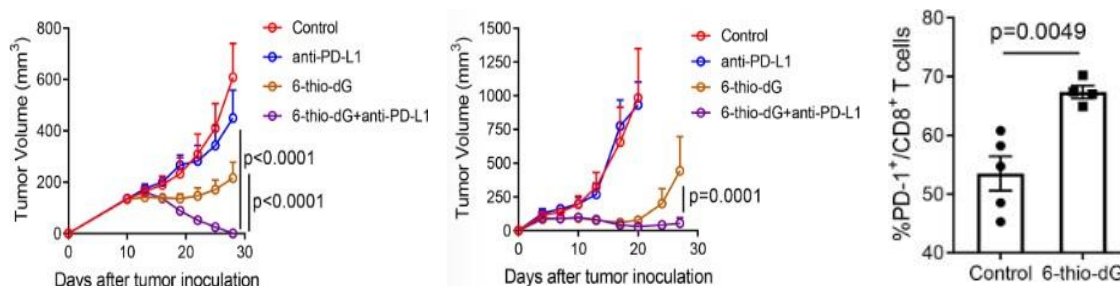 Tumor Volume (mm³)
800
600
400
200
0
0
10
20
30
Days after tumor inoculation
Control
anti-PD-L1
6-thio-dG
6-thio-dG+anti-PD-L1
p<0.0001
p<0.0001
Tumor Volume (mm³)
1500
1250
1000
750
500
250
0
0
10
20
30
Days after tumor inoculation
Control
anti-PD-L1
6-thio-dG
6-thio-dG+anti-PD-L1
p=0.0001
%PD-1⁺/CD8⁺ T cells
p=0.0049
80
70
60
50
40
Control
6-thio-dG